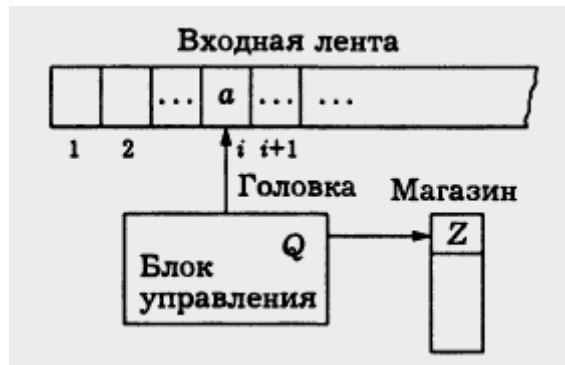 Входная лента
... a ... ...
1 2 i i+1
Головка
Магазин
Z
Q
Блок
управления